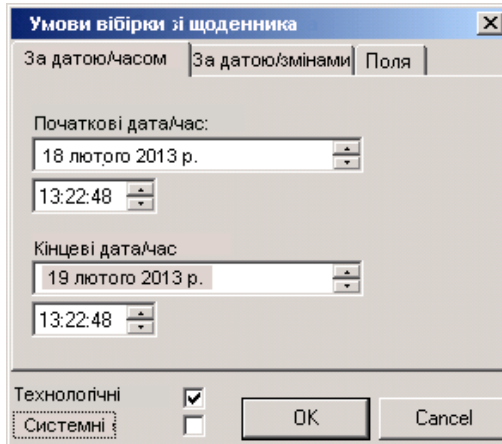 Умови вібірки зі щоденника
За датою/часом За датою/змінами Поля
Початкові дата/час:
18 лютого 2013 р.
13:22:48
Кінцеві дата/час
19 лютого 2013 р.
13:22:48
Технологічні
Системні
OK Cancel